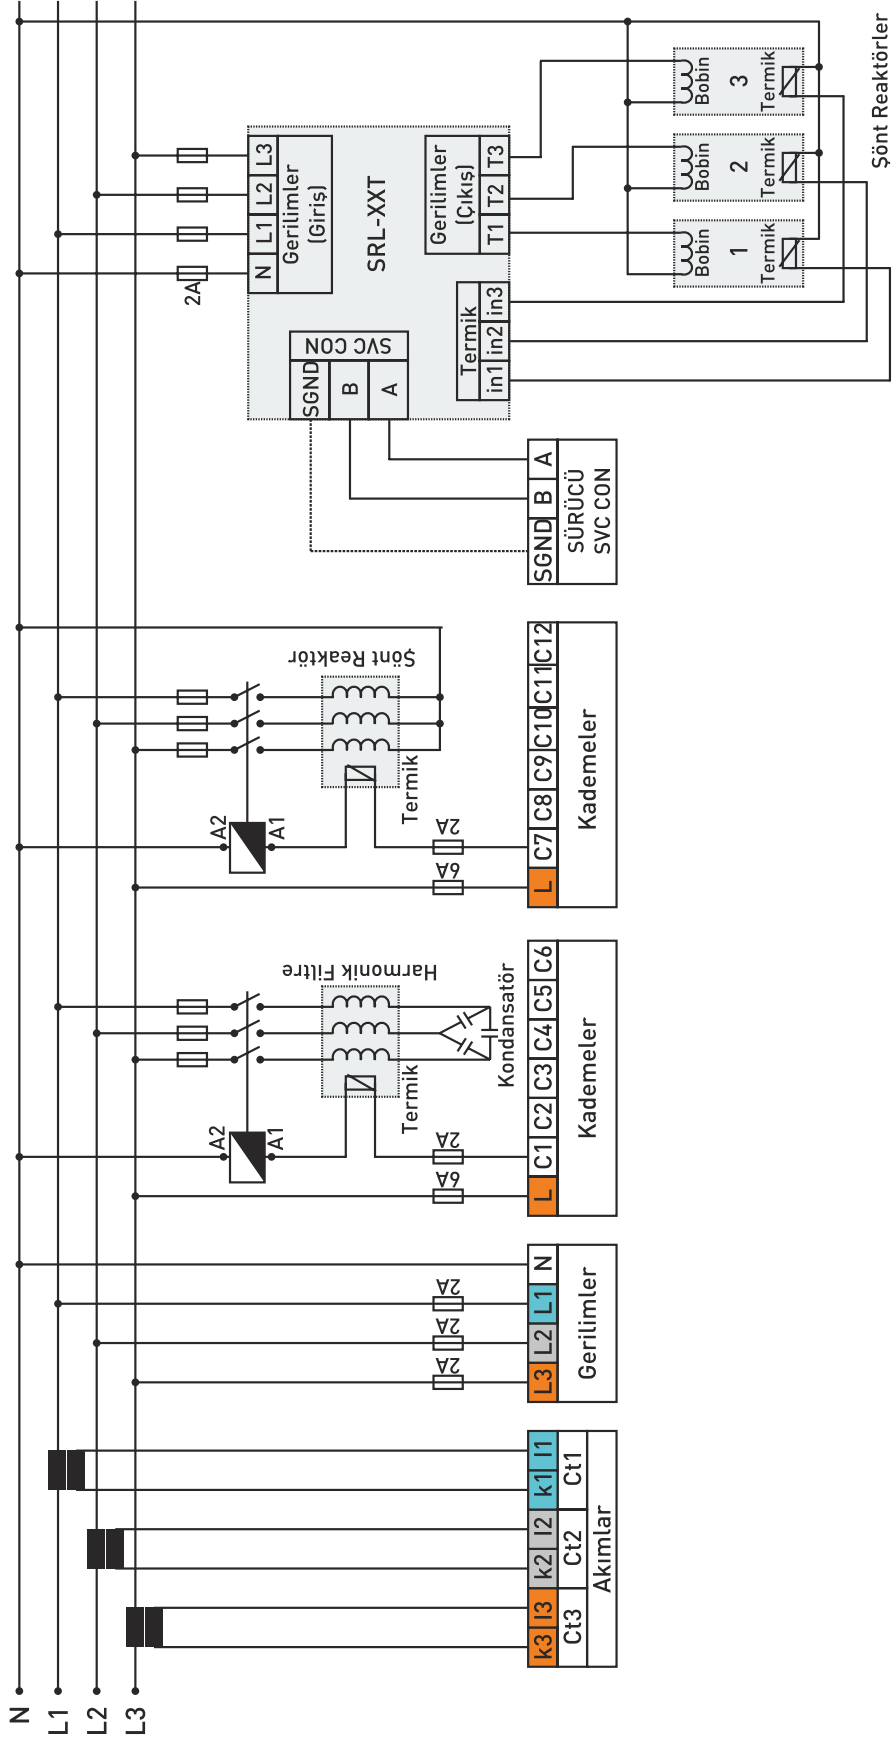 N
L1
L2
L3
k3 l3 k2 l2 k1 l1
Ct3 Ct2 Ct1
Akımlar
2A 2A 2A
L3 L2 L1 N
Gerilimler
A2
A1
Termik
Harmonik Filtre
Kondansatör
6A 2A
L C1 C2 C3 C4 C5 C6
Kademeler
A2
A1
Termik
Şönt Reaktör
6A 2A
L C7 C8 C9 C10 C11 C12
Kademeler
SGND B A
SÜRÜCÜ
SVC CON
2A
N L1 L2 L3
Gerilimler
(Giriş)
SRL-XXT
SVC CON
SGND
B
A
Termik
in1 in2 in3
Gerilimler
(Çıkış)
T1 T2 T3
Bobin
1
Termik
Bobin
2
Termik
Bobin
3
Termik
Şönt Reaktörler